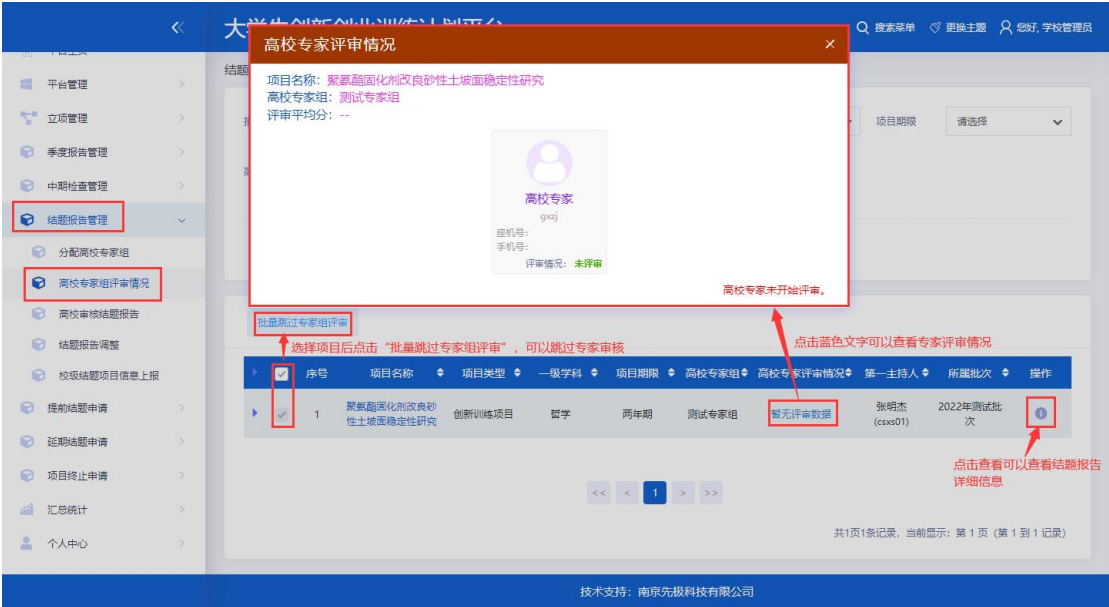 大学生创新创业训练计划平台
搜索菜单
更换主题
您好, 学校管理员
平台管理
立项管理
季度报告管理
中期检查管理
结题报告管理
分配高校专家组
高校专家组评审情况
高校审核结题报告
结题报告调整
校级结题项目信息上报
提前结题申请
延期结题申请
项目终止申请
汇总统计
个人中心
结题
高校专家评审情况
×
项目名称：聚氨酯固化剂改良砂性土坡面稳定性研究
高校专家组：测试专家组
评审平均分：--
高校专家
gxzj
座机号：
手机号：
评审情况：未评审
高校专家未开始评审。
项目期限
请选择
批量跳过专家组评审
选择项目后点击“批量跳过专家组评审”，可以跳过专家审核
点击蓝色文字可以查看专家评审情况
序号 项目名称 项目类型 一级学科 项目期限 高校专家组 高校专家评审情况 第一主持人 所属批次 操作
1 聚氨酯固化剂改良砂性土坡面稳定性研究 创新训练项目 哲学 两年期 测试专家组 暂无评审数据 张明杰 (csxs01) 2022年测试批次
点击查看可以查看结题报告
详细信息
<< < 1 > >>
共1页1条记录, 当前显示: 第 1 页 (第 1 到 1 记录)
技术支持：南京先极科技有限公司